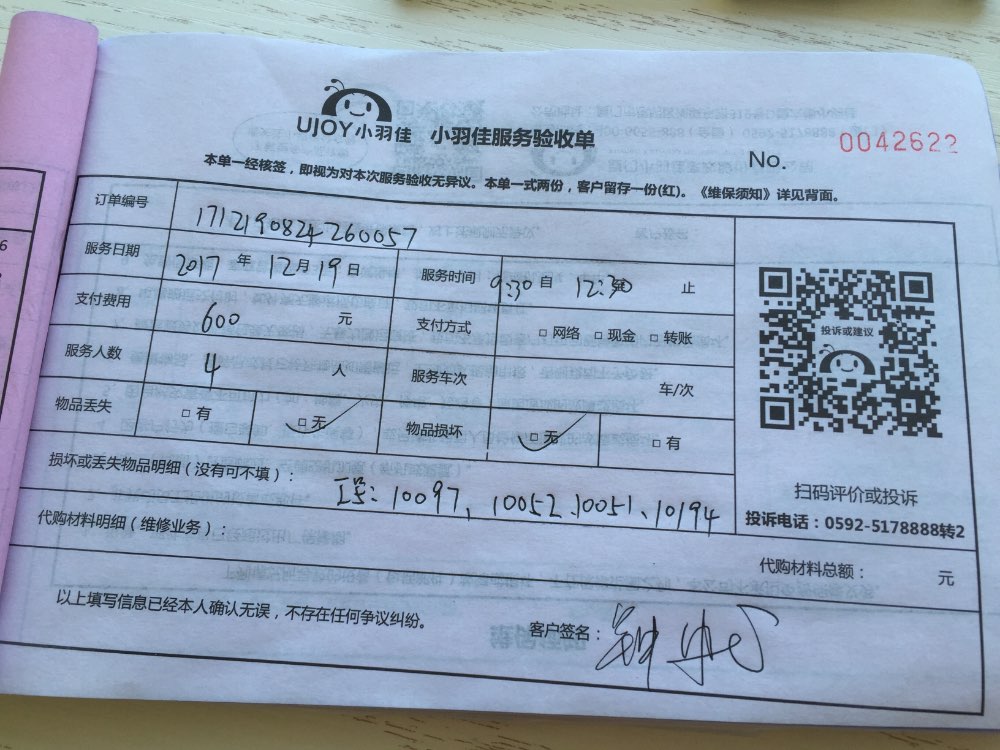 UJOY小羽佳 小羽佳服务验收单
No. 0042622
本单一经核签，即视为对本次服务验收无异议。本单一式两份，客户留存一份(红)。《维保须知》详见背面。
订单编号 1712190824260057
服务日期 2017 年 12月19日 服务时间 9:30 自 12:30 止
支付费用 600 元 支付方式 □ 网络 □ 现金 □ 转账
服务人数 4 人 服务车次 车/次
物品丢失 □ 有 □ 无 物品损坏 □ 无 □ 有
损坏或丢失物品明细（没有可不填）： 工号：10097、10052、10051、10194
代购材料明细（维修业务）：
代购材料总额： 元
以上填写信息已经本人确认无误，不存在任何争议纠纷。
客户签名：
投诉或建议
扫码评价或投诉
投诉电话：0592-5178888转2
6